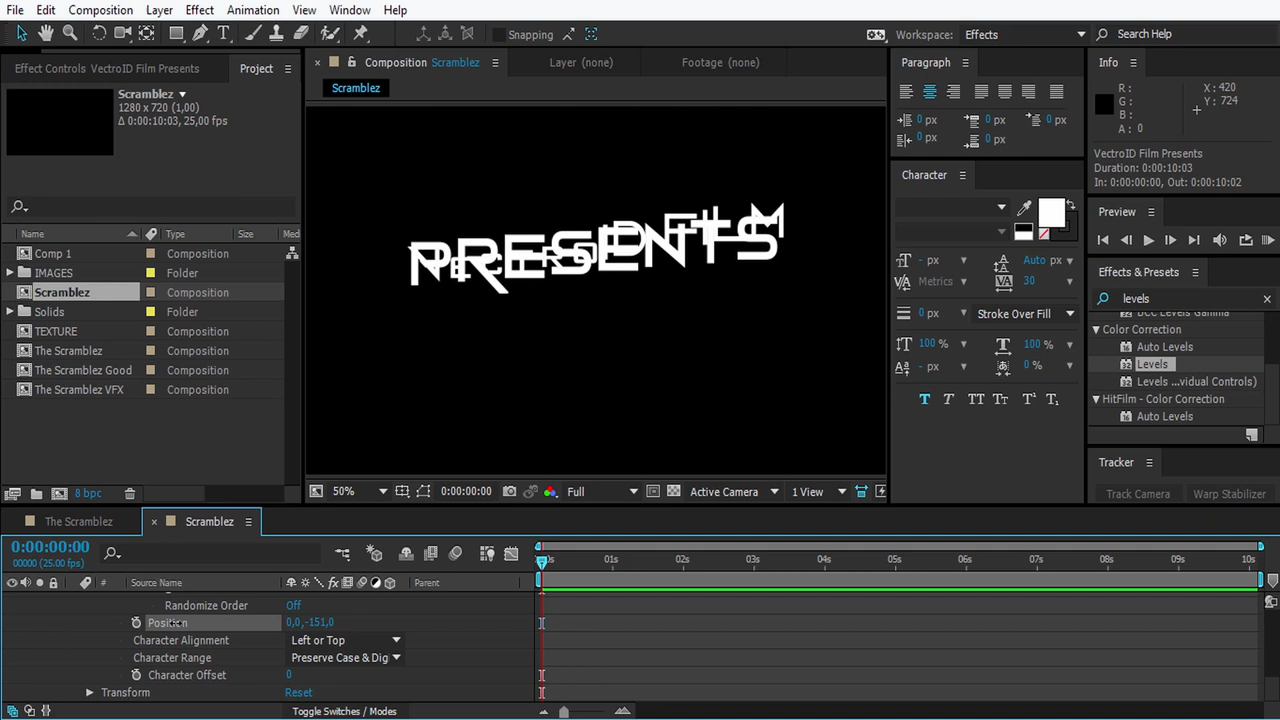 File Edit Composition Layer Effect Animation View Window Help
Snapping
Workspace: Effects
Search Help
Effect Controls VectroID Film Presents
Project
Scramblez
1280 x 720 (1,00)
Δ 0:00:10:03, 25,00 fps
Name Type Size
Comp 1 Composition
IMAGES Folder
Scramblez Composition
Solids Folder
TEXTURE Composition
The Scramblez Composition
The Scramblez Good Composition
The Scramblez VFX Composition
8 bpc
Composition Scramblez
Layer (none)
Footage (none)
Scramblez
PRESENTS
50%
0:00:00:00
Full
Active Camera
1 View
Paragraph
0 px 0 px 0 px
0 px 0 px
Character
- px Auto px
Metrics 30
0 px Stroke Over Fill
100 % 100 %
- px 0 %
T T TT Tt T¹ T₁
Info
R : X : 420
G : Y : 724
B :
A : 0
VectroID Film Presents
Duration: 0:00:10:03
In: 0:00:00:00, Out: 0:00:10:02
Preview
Effects & Presets
levels
Color Correction
Auto Levels
Levels
Levels ...vidual Controls)
HitFilm - Color Correction
Auto Levels
Tracker
Track Camera Warp Stabilizer
The Scramblez
Scramblez
0:00:00:00
00000 (25.00 fps)
# Source Name Parent
01s 02s 03s 04s 05s 06s 07s 08s 09s 10s
Randomize Order Off
Position 0,0,-151,0
Character Alignment Left or Top
Character Range Preserve Case & Dig
Character Offset 0
Transform Reset
Toggle Switches / Modes